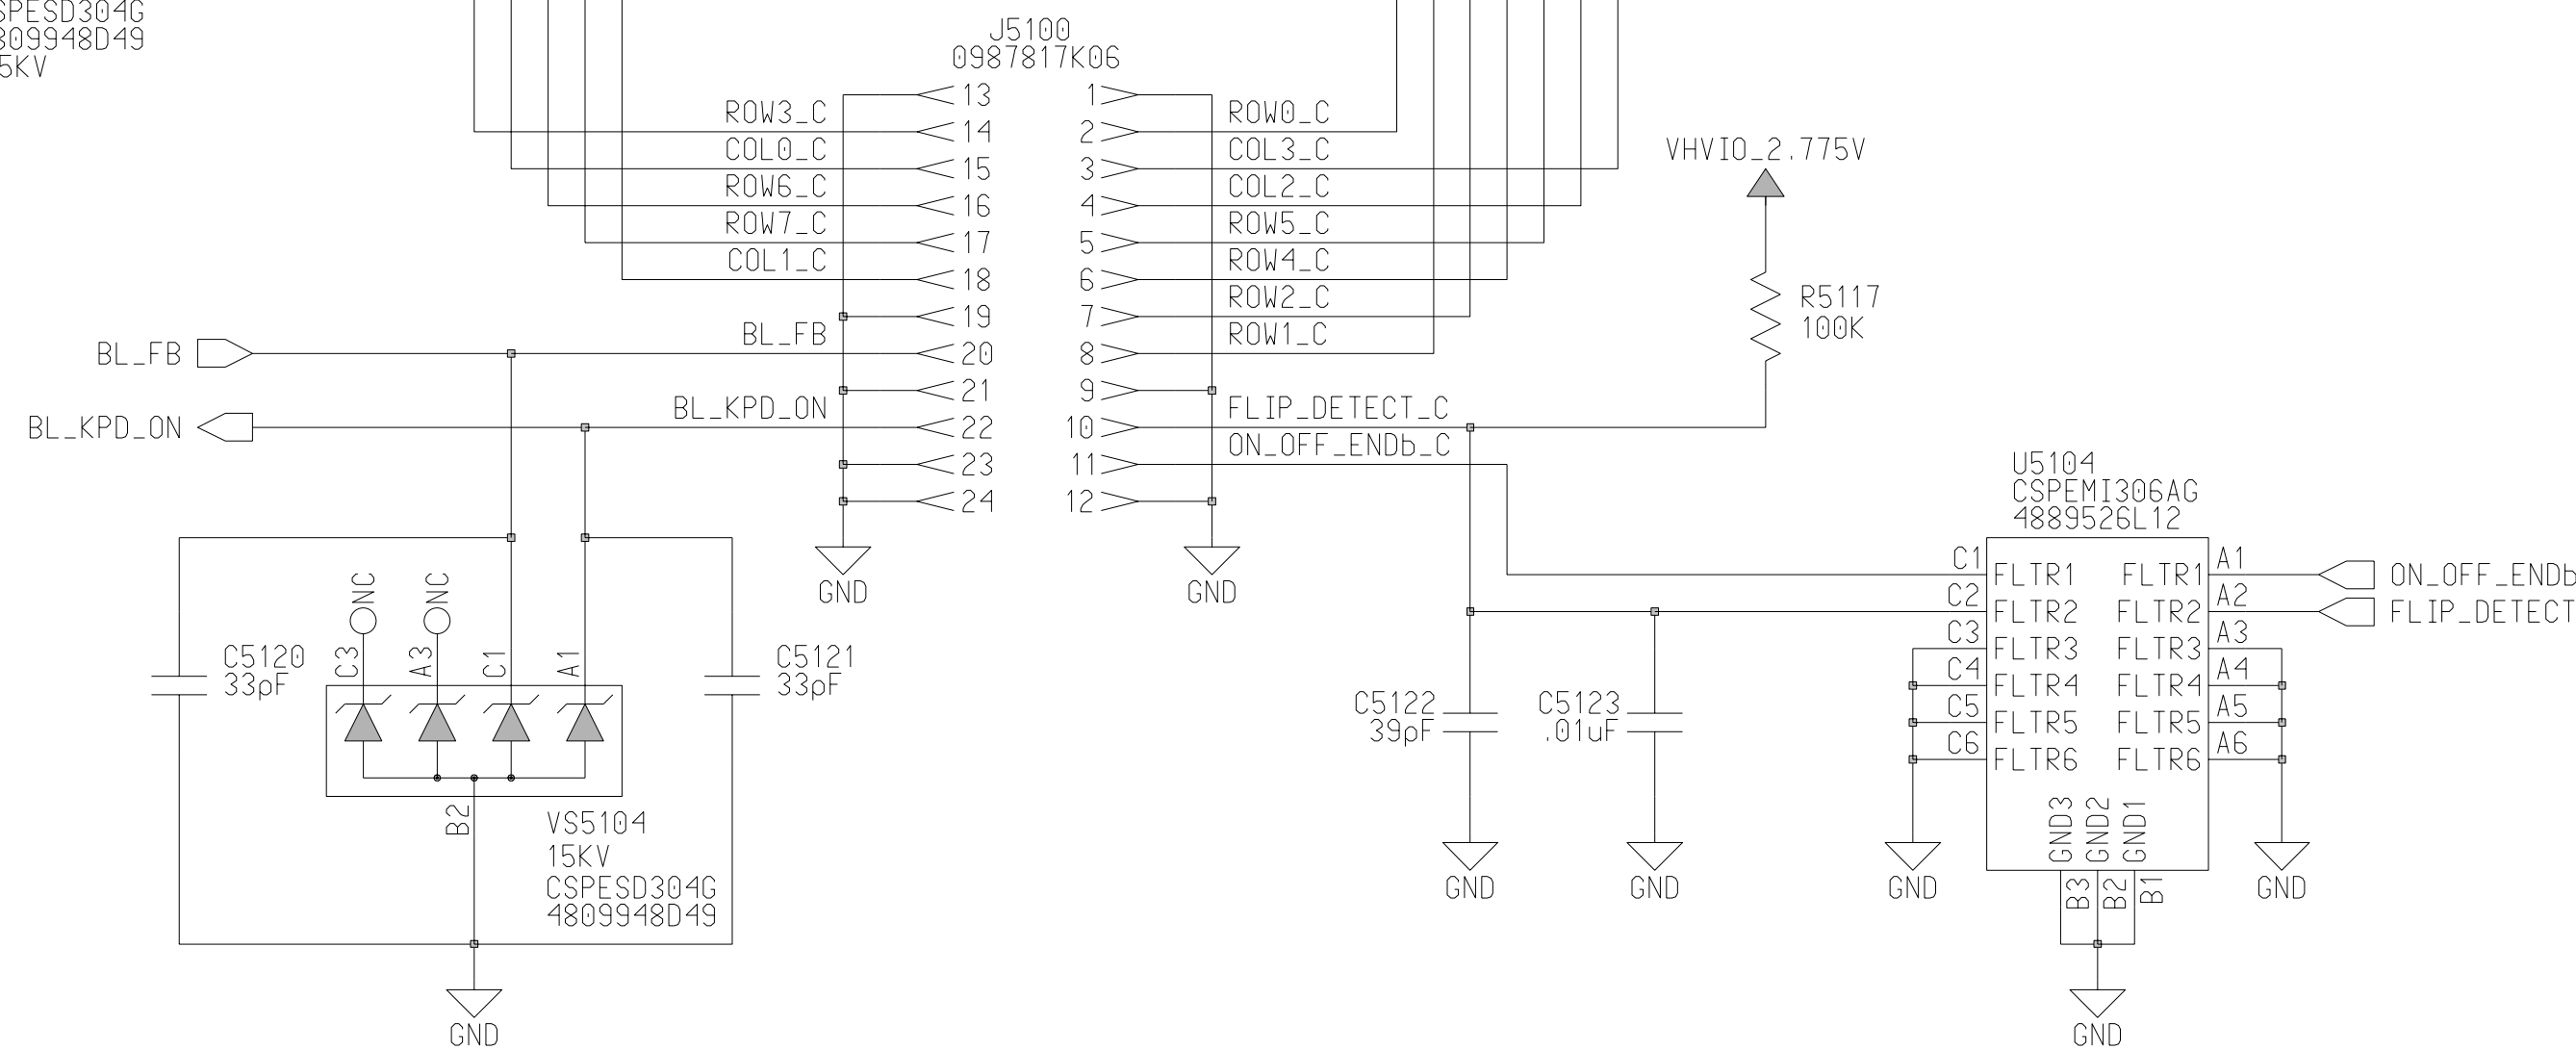 SPESD304G
809948D49
5KV
J5100
0987817K06
13
1
ROW3_C
ROW0_C
14
2
COL0_C
COL3_C
VHVIO_2.775V
15
3
ROW6_C
COL2_C
16
4
ROW7_C
ROW5_C
17
5
COL1_C
ROW4_C
18
6
R5117
100K
ROW2_C
19
7
BL_FB
BL_FB
ROW1_C
20
8
21
9
BL_KPD_ON
BL_KPD_ON
FLIP_DETECT_C
22
10
ON_OFF_ENDb_C
23
11
24
12
GND
GND
U5104
CSPEMI306AG
4889526L12
C1
FLTR1
FLTR1
A1
ON_OFF_ENDb
C2
FLTR2
FLTR2
A2
FLIP_DETECT
C3
FLTR3
FLTR3
A3
C4
FLTR4
FLTR4
A4
C5
FLTR5
FLTR5
A5
C6
FLTR6
FLTR6
A6
GND3
GND2
GND1
B3
B2
B1
GND
GND
GND
NC
NC
C5120
33pF
C3
A3
C1
A1
C5121
33pF
C5122
39pF
C5123
.01uF
GND
GND
B2
VS5104
15KV
CSPESD304G
4809948D49
GND